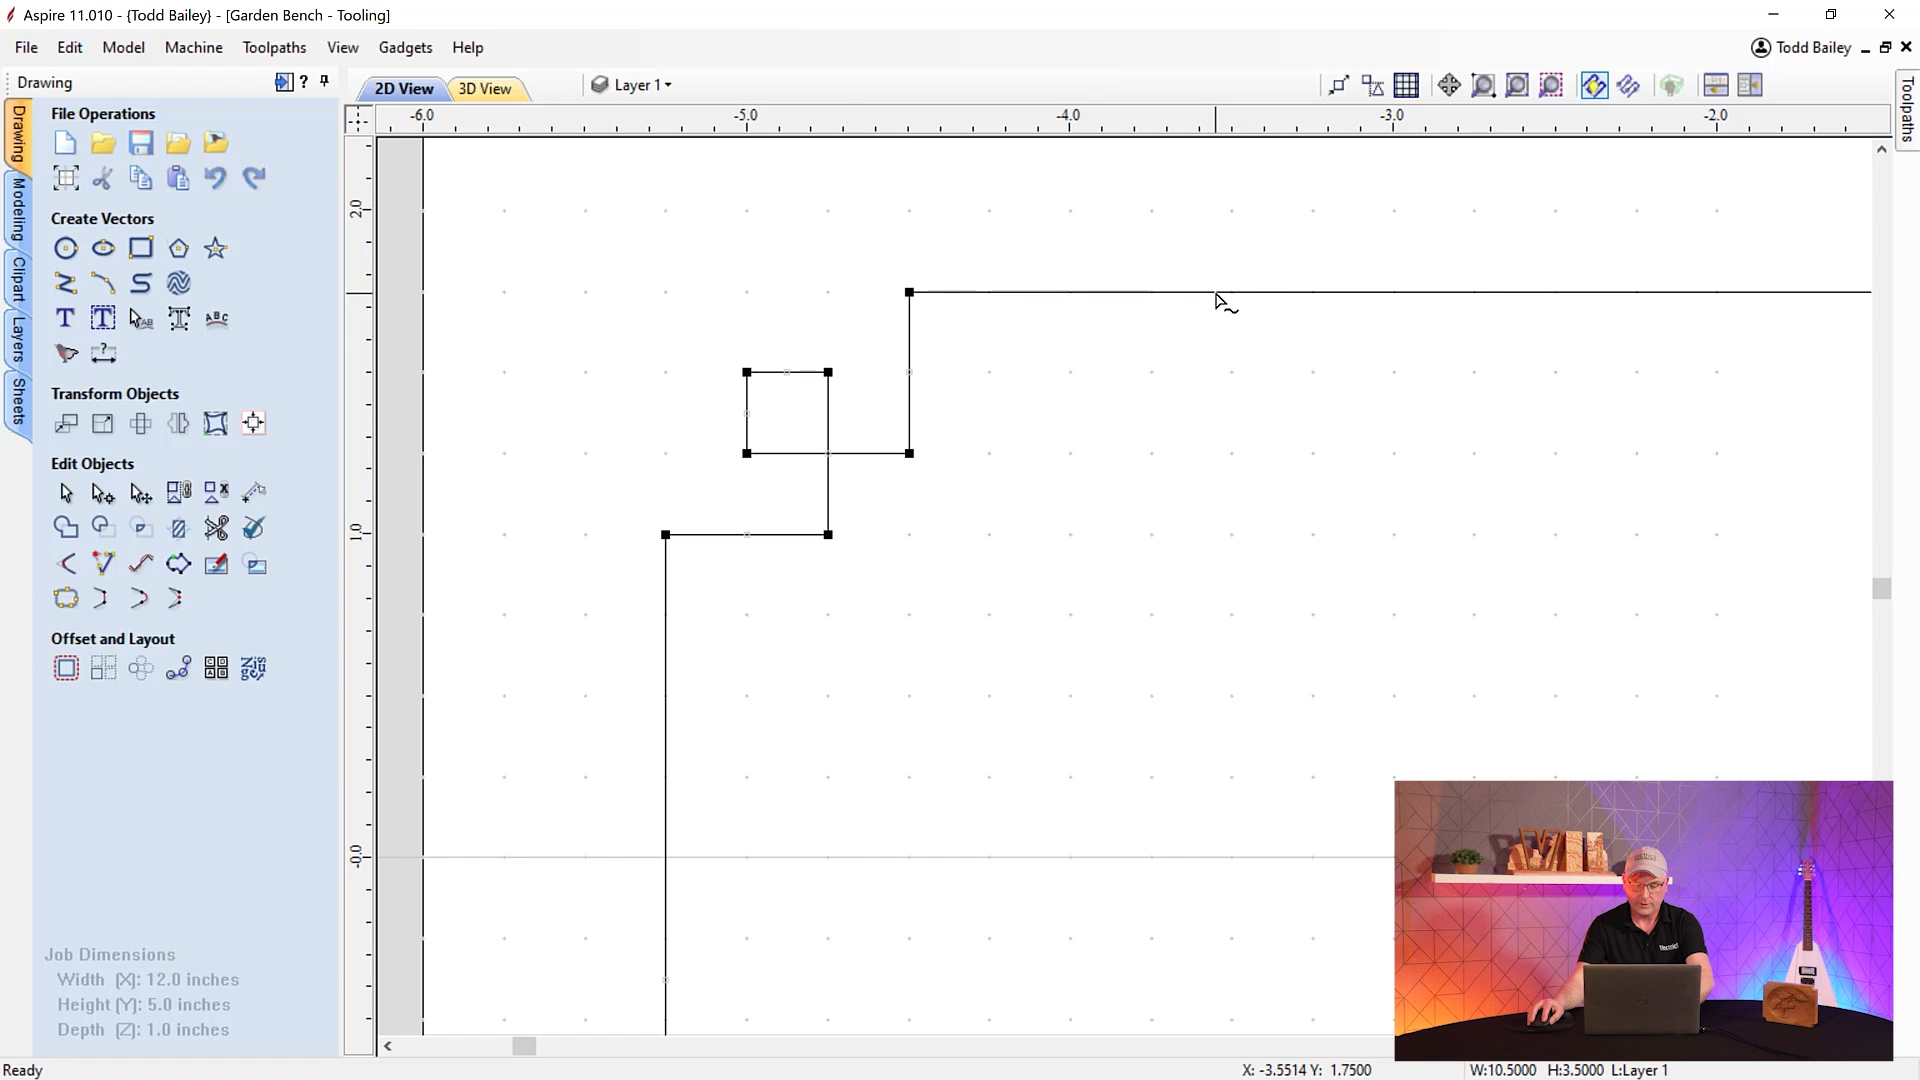 Aspire 11.010 - {Todd Bailey} - [Garden Bench - Tooling]
File Edit Model Machine Toolpaths View Gadgets Help
Todd Bailey
Drawing
2D View
3D View
Layer 1
Toolpaths
Drawing
Modeling
Clipart
Layers
Sheets
File Operations
Create Vectors
Transform Objects
Edit Objects
Offset and Layout
-6.0 -5.0 -4.0 -3.0 -2.0
2.0
1.0
-0.0
Job Dimensions
Width (X): 12.0 inches
Height (Y): 5.0 inches
Depth (Z): 1.0 inches
Ready
X: -3.5514 Y: 1.7500
W:10.5000 H:3.5000 L:Layer 1